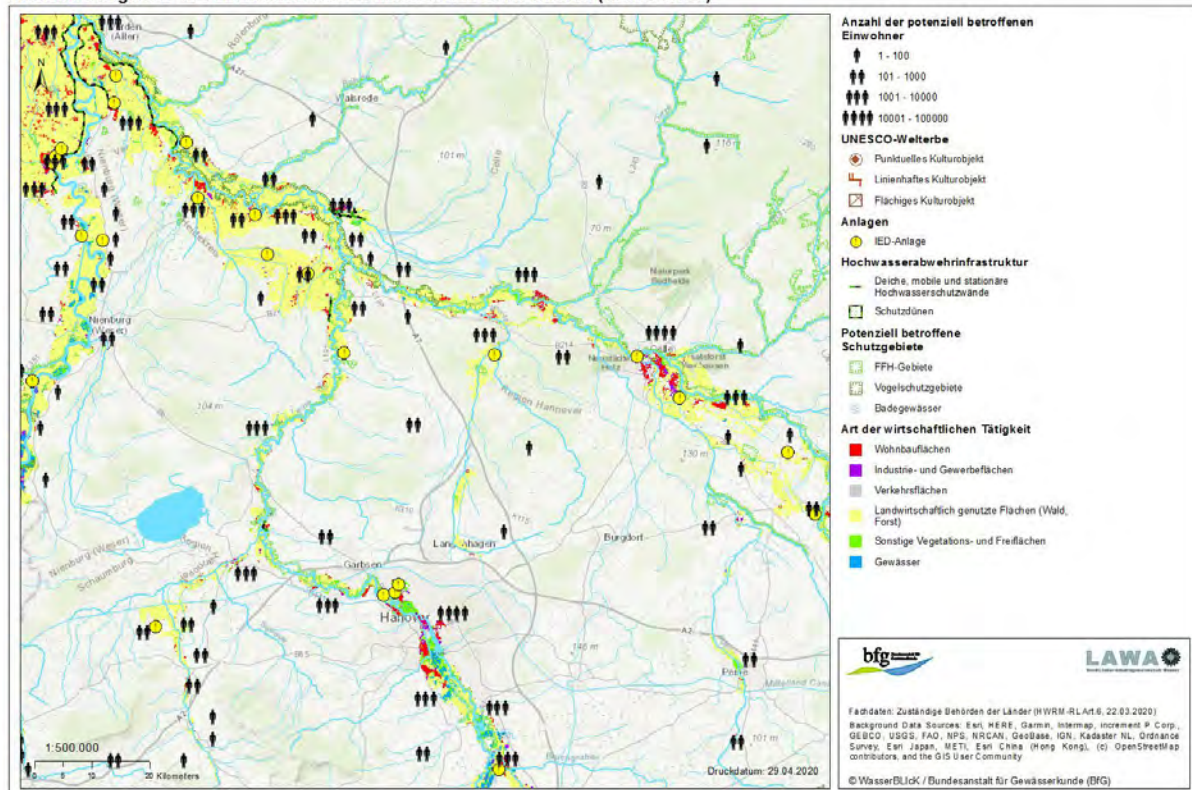 Walsrode
101 m
Celle
70 m
Naturpark
Südheide
Nienburg
(Weser)
B214
104 m
Region Hannover
130 m
Burgdorf
Nienburg (Weser)
Schaumburg
Garbsen
A2
A7
146 m
Peine
101 m
1:500.000
0 5 10 20
Kilometers
Druckdatum: 29.04.2020
Anzahl der potenziell betroffenen
Einwohner
1 - 100
101 - 1000
1001 - 10000
10001 - 100000
UNESCO-Welterbe
Punktuelles Kulturobjekt
Linienhaftes Kulturobjekt
Flächiges Kulturobjekt
Anlagen
IED-Anlage
Hochwasserabwehrinfrastruktur
Deiche, mobile und stationäre
Hochwasserschutzwände
Schutzdünen
Potenziell betroffene
Schutzgebiete
FFH-Gebiete
Vogelschutzgebiete
Badegewässer
Art der wirtschaftlichen Tätigkeit
Wohnbauflächen
Industrie- und Gewerbeflächen
Verkehrsflächen
Landwirtschaftlich genutzte Flächen (Wald,
Forst)
Sonstige Vegetations- und Freiflächen
Gewässer
bfg
LAWA
Fachdaten: Zuständige Behörden der Länder (HWRM-RL Art.6, 22.03.2020)
Background Data Sources: Esri, HERE, Garmin, Intermap, increment P Corp.,
GEBCO, USGS, FAO, NPS, NRCAN, GeoBase, IGN, Kadaster NL, Ordnance
Survey, Esri Japan, METI, Esri China (Hong Kong), (c) OpenStreetMap
contributors, and the GIS User Community
© WasserBLIcK / Bundesanstalt für Gewässerkunde (BfG)